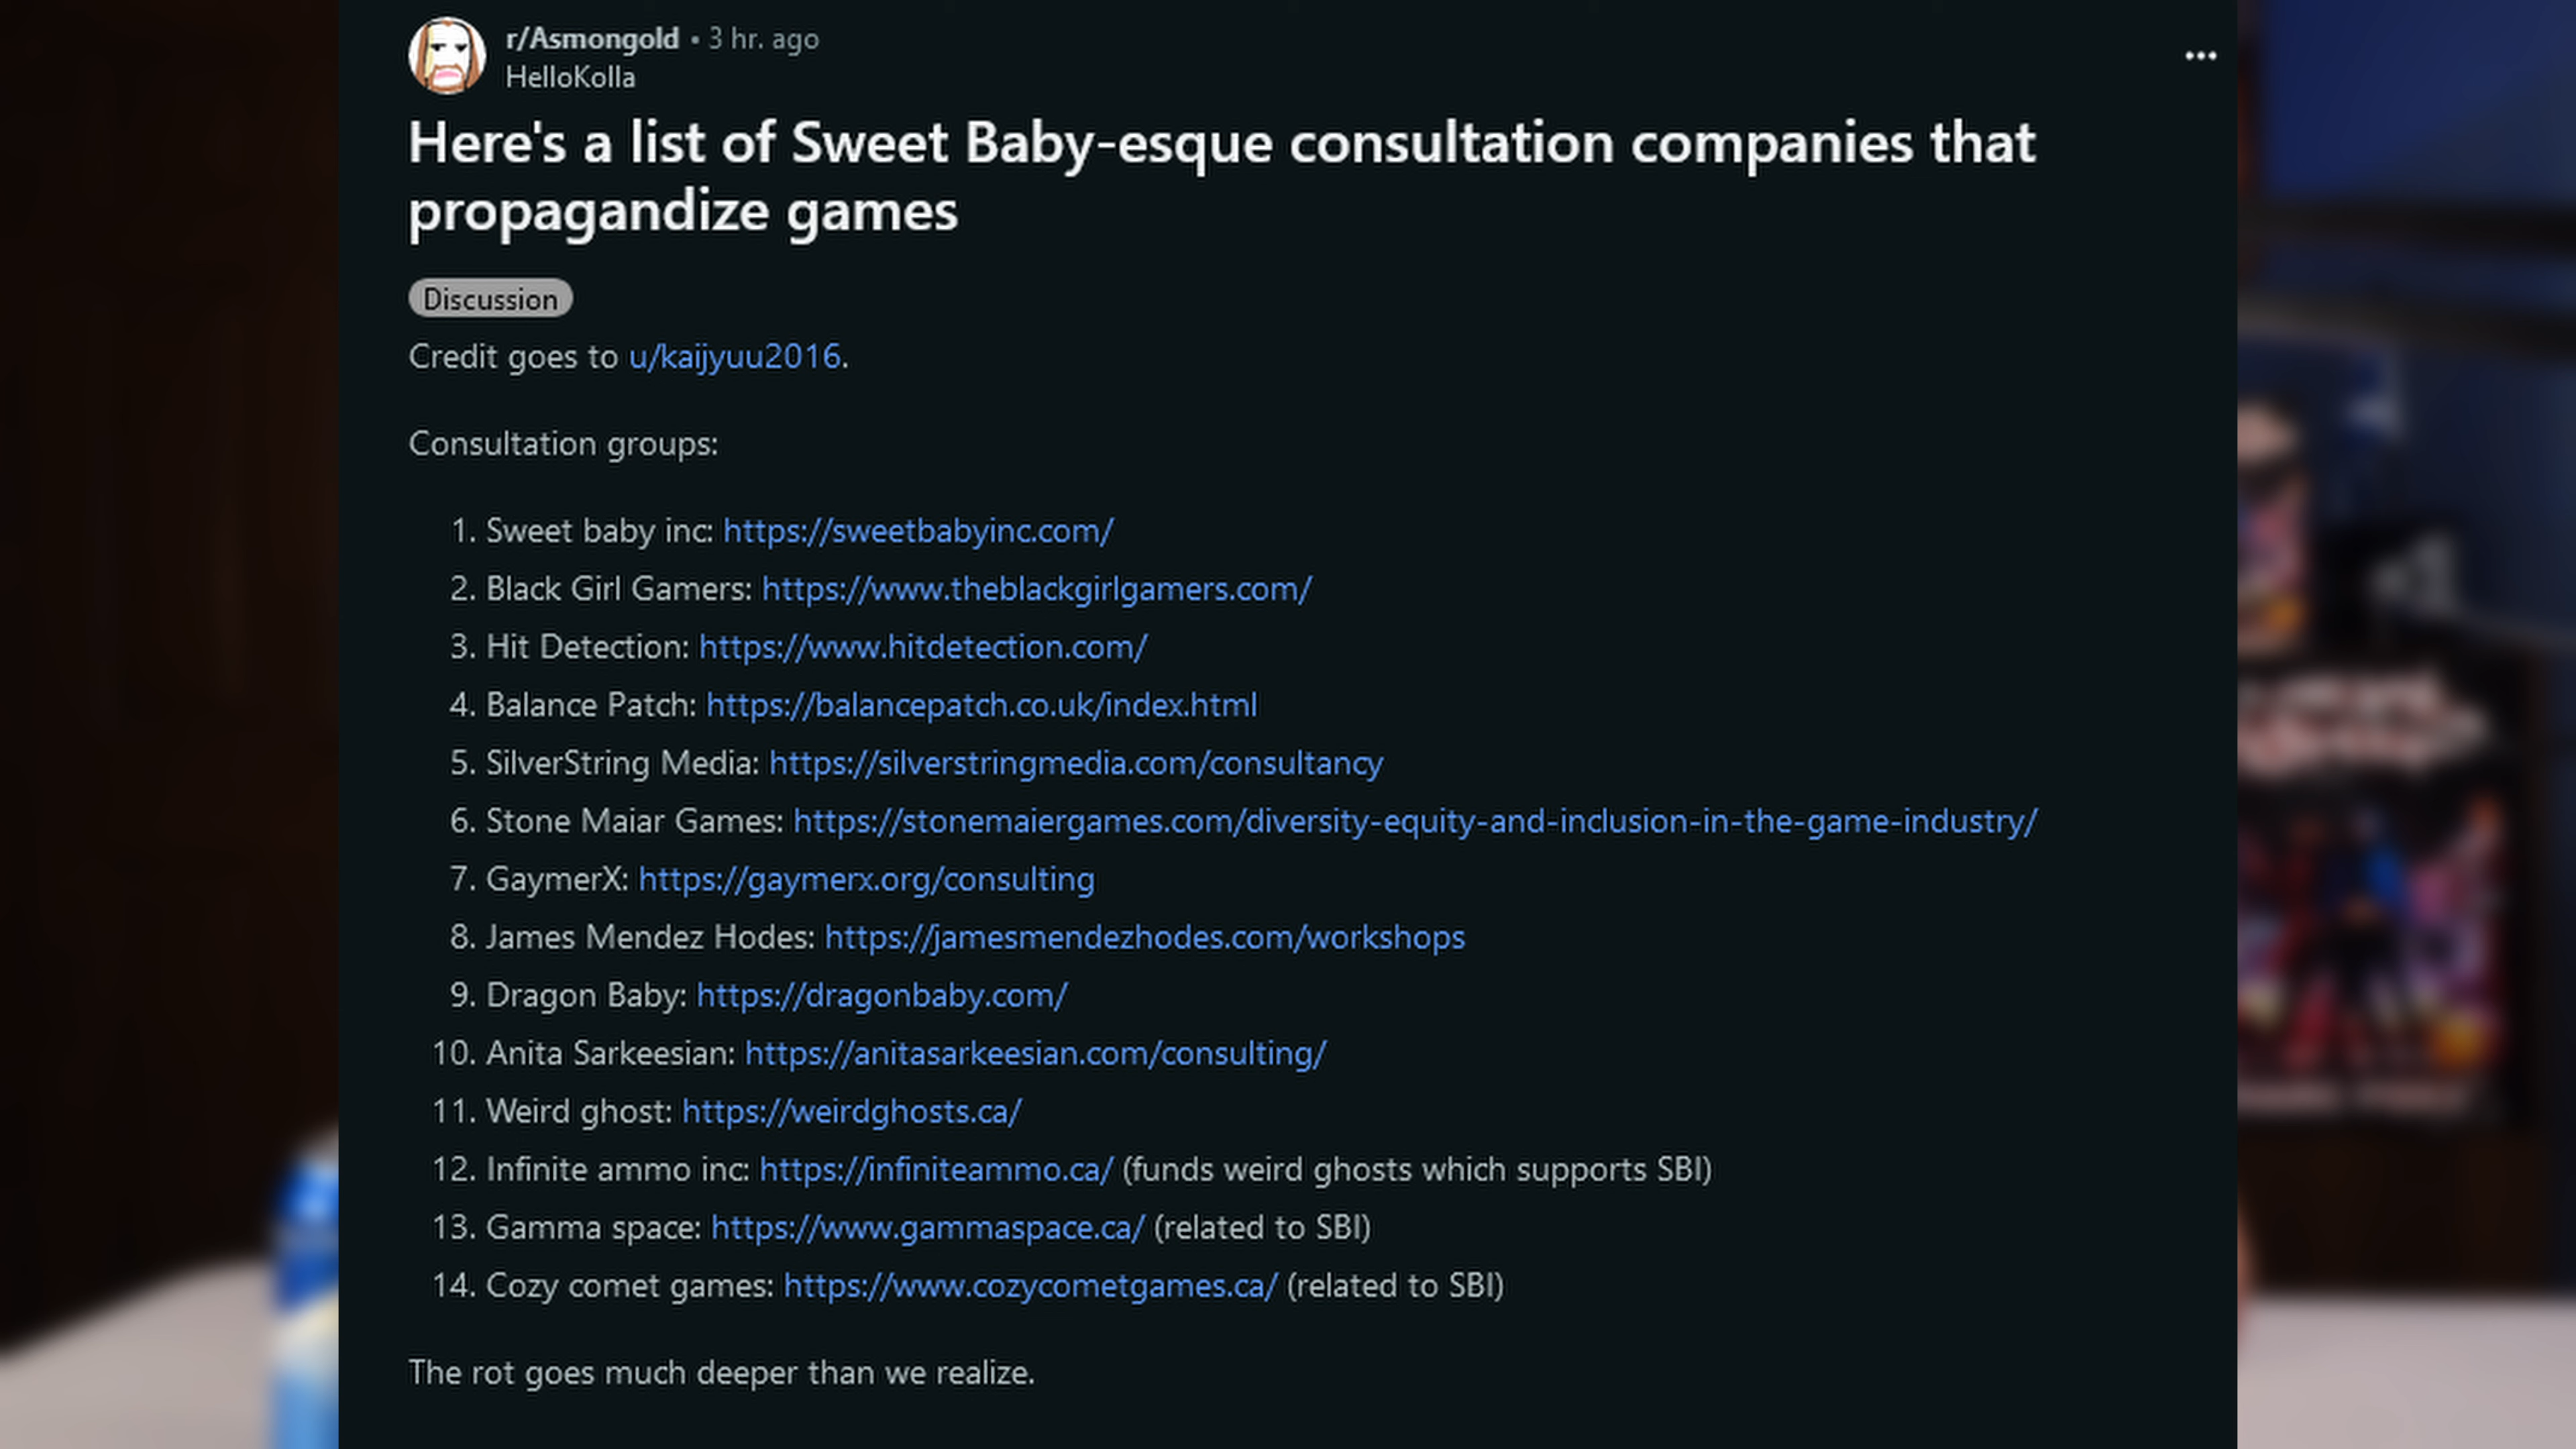 r/Asmongold • 3 hr. ago
HelloKolla
Here's a list of Sweet Baby-esque consultation companies that
propagandize games
Discussion
Credit goes to u/kaijyuu2016.
Consultation groups:
1. Sweet baby inc: https://sweetbabyinc.com/
2. Black Girl Gamers: https://www.theblackgirlgamers.com/
3. Hit Detection: https://www.hitdetection.com/
4. Balance Patch: https://balancepatch.co.uk/index.html
5. SilverString Media: https://silverstringmedia.com/consultancy
6. Stone Maiar Games: https://stonemaiergames.com/diversity-equity-and-inclusion-in-the-game-industry/
7. GaymerX: https://gaymerx.org/consulting
8. James Mendez Hodes: https://jamesmendezhodes.com/workshops
9. Dragon Baby: https://dragonbaby.com/
10. Anita Sarkeesian: https://anitasarkeesian.com/consulting/
11. Weird ghost: https://weirdghosts.ca/
12. Infinite ammo inc: https://infiniteammo.ca/ (funds weird ghosts which supports SBI)
13. Gamma space: https://www.gammaspace.ca/ (related to SBI)
14. Cozy comet games: https://www.cozycometgames.ca/ (related to SBI)
The rot goes much deeper than we realize.